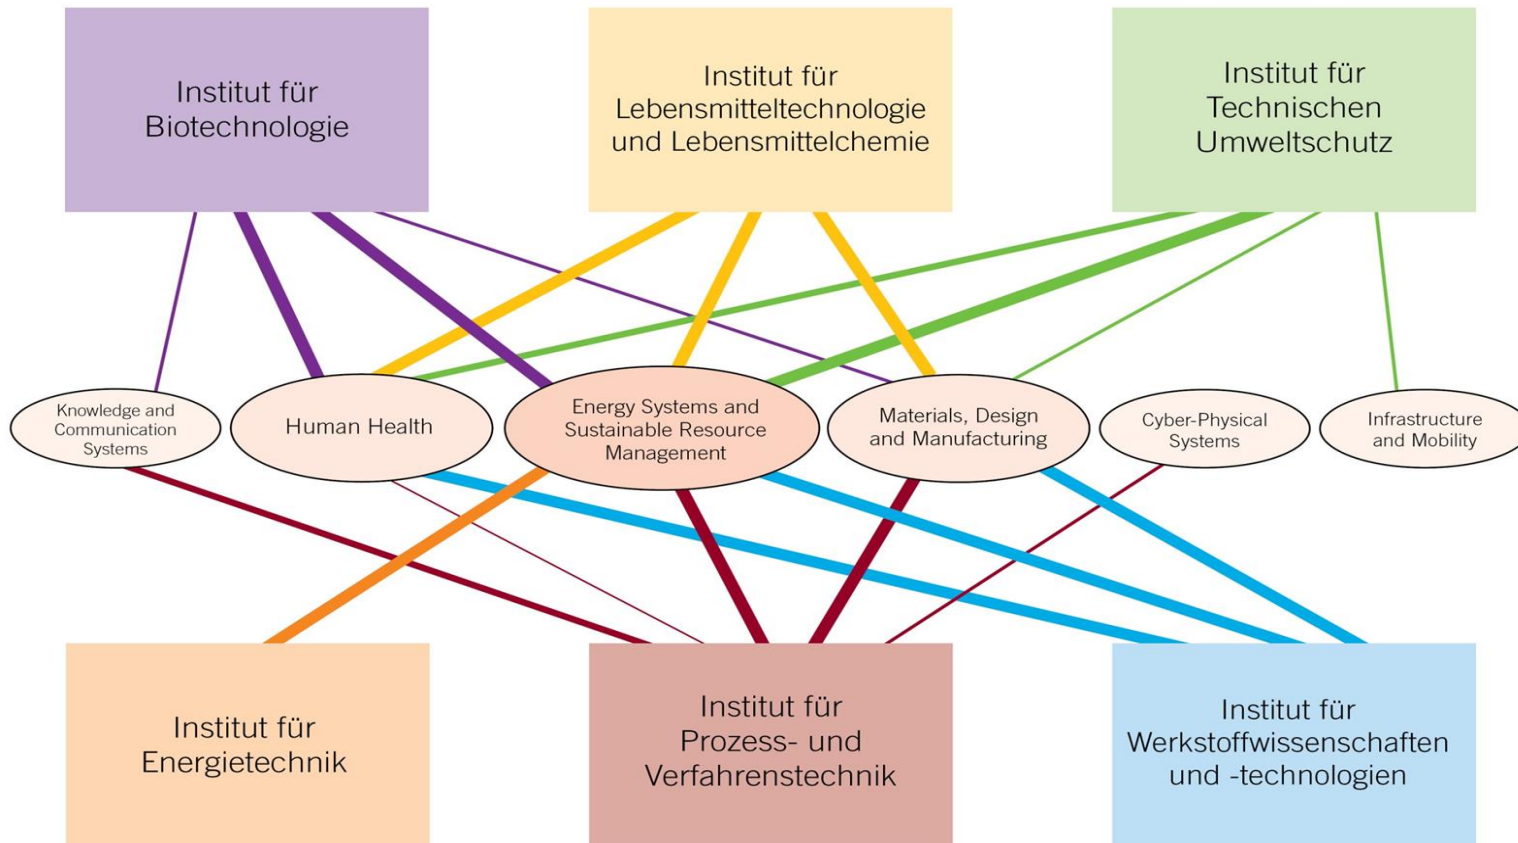 Institut für
Biotechnologie
Institut für
Lebensmitteltechnologie
und Lebensmittelchemie
Institut für
Technischen
Umweltschutz
Knowledge and
Communication
Systems
Human Health
Energy Systems and
Sustainable Resource
Management
Materials, Design
and Manufacturing
Cyber-Physical
Systems
Infrastructure
and Mobility
Institut für
Energietechnik
Institut für
Prozess- und
Verfahrenstechnik
Institut für
Werkstoffwissenschaften
und -technologien